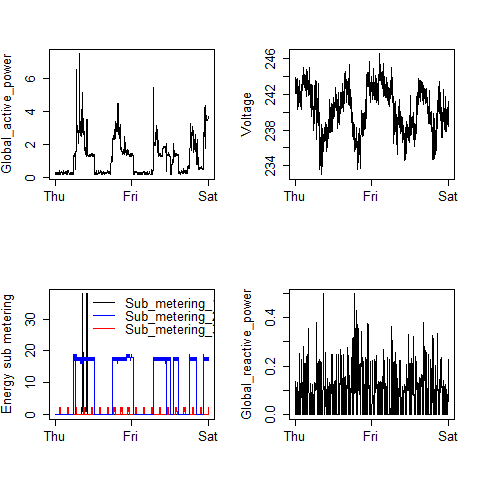 Global_active_power
0 2 4 6
Thu Fri Sat
Voltage
234 238 242 246
Thu Fri Sat
Energy sub metering
0 10 20 30
Sub_metering_
Sub_metering_
Sub_metering_
Thu Fri Sat
Global_reactive_power
0.0 0.2 0.4
Thu Fri Sat